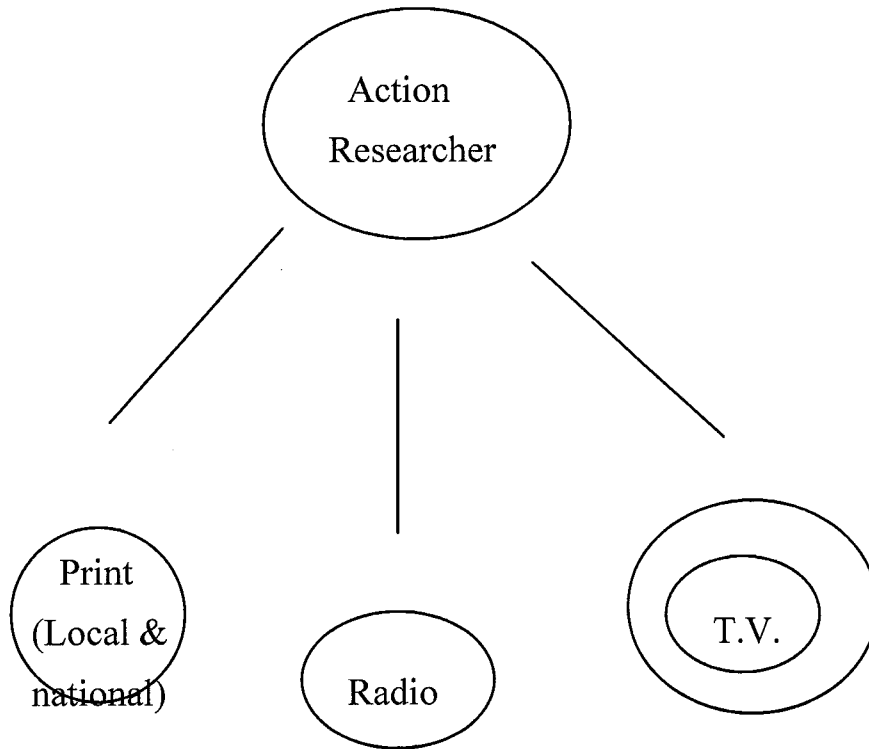 Action
Researcher
Print
(Local &
national)
Radio
T.V.